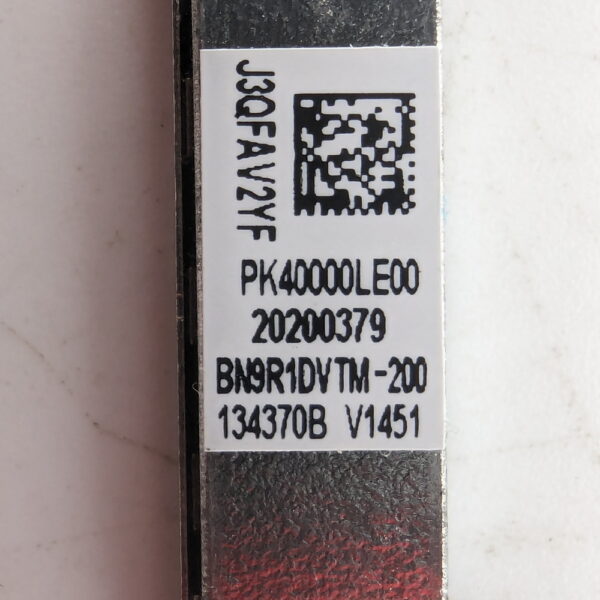 J3QFAV2YF
PK40000LE00
20200379
BN9R1DVTM-200
134370B V1451